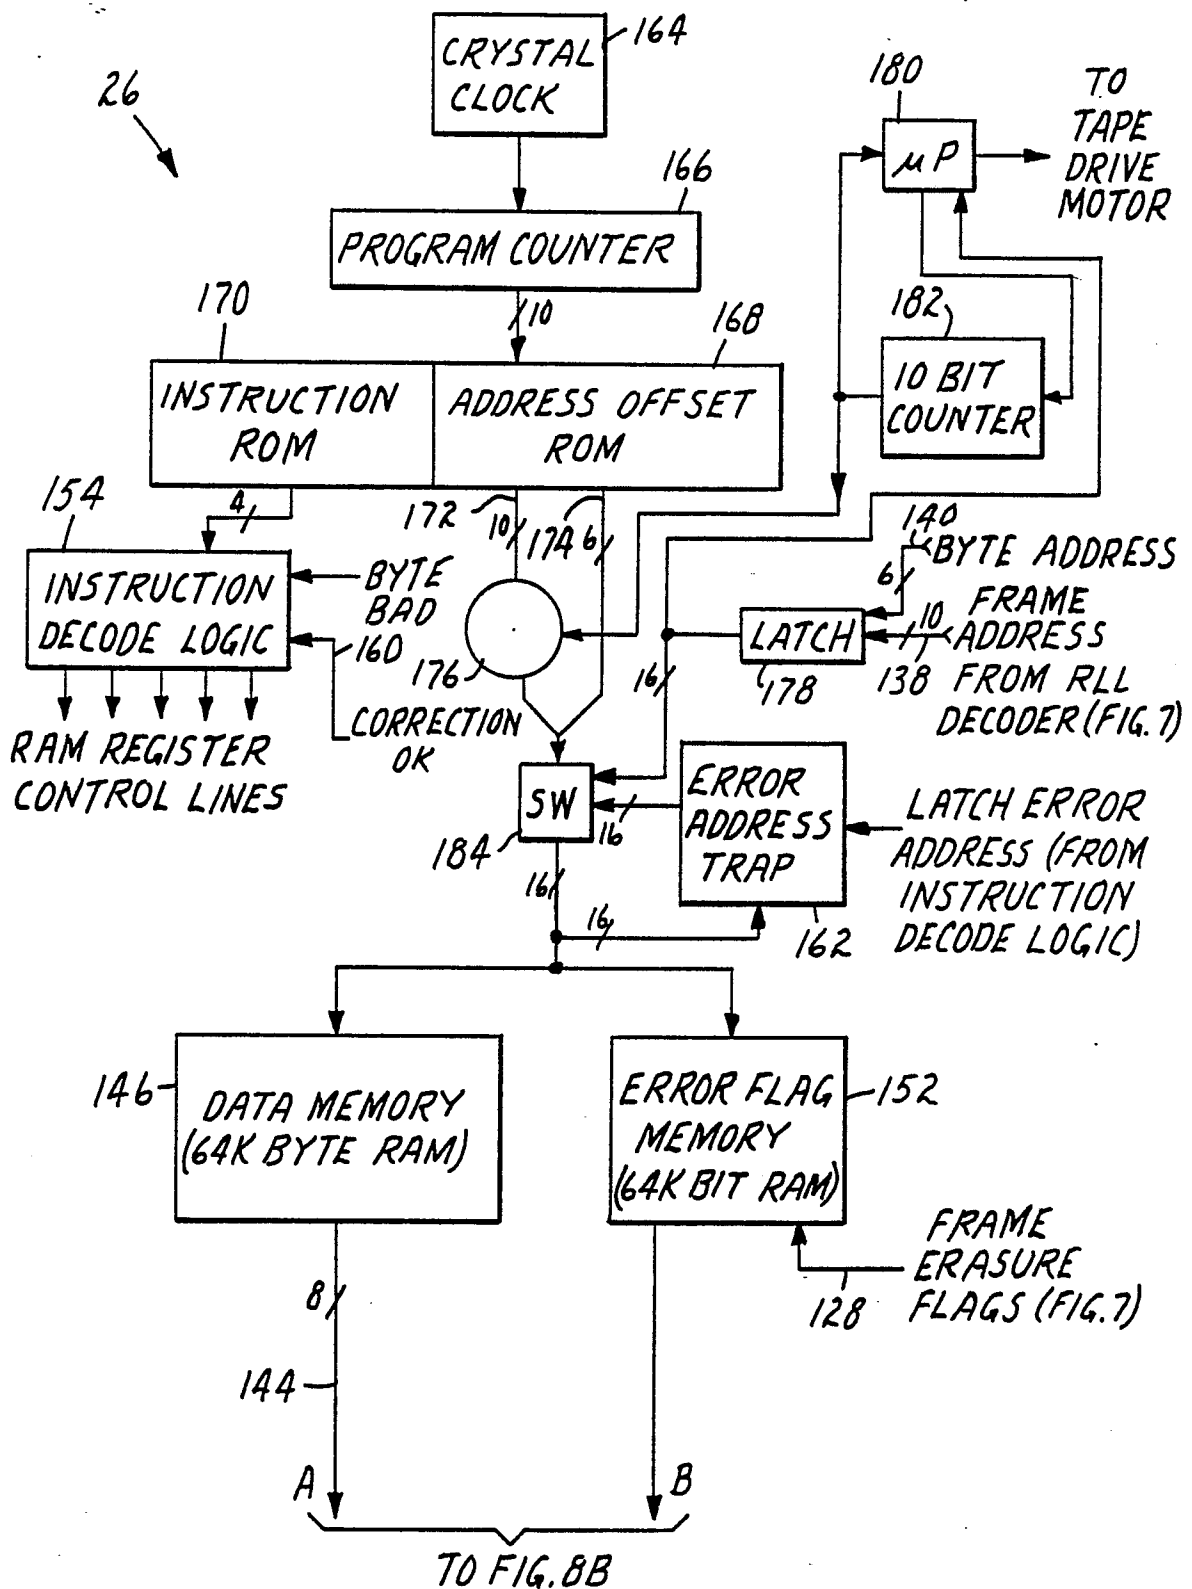 CRYSTAL
CLOCK
164
26
180
μP
TO
TAPE
DRIVE
MOTOR
166
PROGRAM COUNTER
10
170
168
182
INSTRUCTION
ROM
ADDRESS OFFSET
ROM
10 BIT
COUNTER
154
4
172
10
174
6
140
BYTE ADDRESS
6
INSTRUCTION
DECODE LOGIC
BYTE
BAD
160
CORRECTION
OK
176
LATCH
178
16
10
FRAME
ADDRESS
138 FROM RLL
DECODER (FIG. 7)
RAM REGISTER
CONTROL LINES
SW
184
16
ERROR
ADDRESS
TRAP
162
LATCH ERROR
ADDRESS (FROM
INSTRUCTION
DECODE LOGIC)
16
16
146
DATA MEMORY
(64K BYTE RAM)
ERROR FLAG
MEMORY
(64K BIT RAM)
152
FRAME
ERASURE
FLAGS (FIG. 7)
128
8
144
A
B
TO FIG. 8B